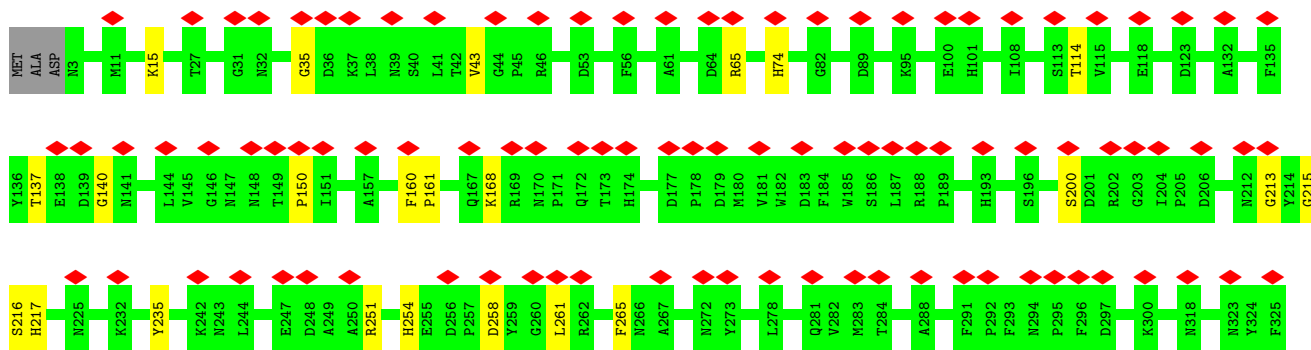 MET ALA ASP N3 M11 K15 T27 G31 N32 G35 D36 K37 L38 N39 S40 L41 T42 V43 G44 P45 R46 D53 F56 A61 D64 R65 H74 G82 D89 K95 E100 H101 I108 S113 T114 V115 E118 D123 A132 F135
Y136 T137 E138 D139 G140 N141 L144 V145 G146 N147 N148 T149 P150 I151 A157 F160 P161 Q167 K168 R169 N170 P171 Q172 T173 H174 D177 P178 D179 M180 V181 W182 D183 F184 W185 S186 L187 R188 P189 H193 S196 S200 D201 R202 G203 I204 P205 D206 N212 G213 Y214 G215
S216 H217 N225 K232 Y235 K242 N243 L244 E247 D248 A249 A250 R251 H254 E255 D256 P257 D258 Y259 G260 L261 R262 F265 N266 A267 N272 Y273 L278 Q281 V282 M283 T284 A288 F291 P292 F293 N294 P295 F296 D297 K300 N318 N323 Y324 F325